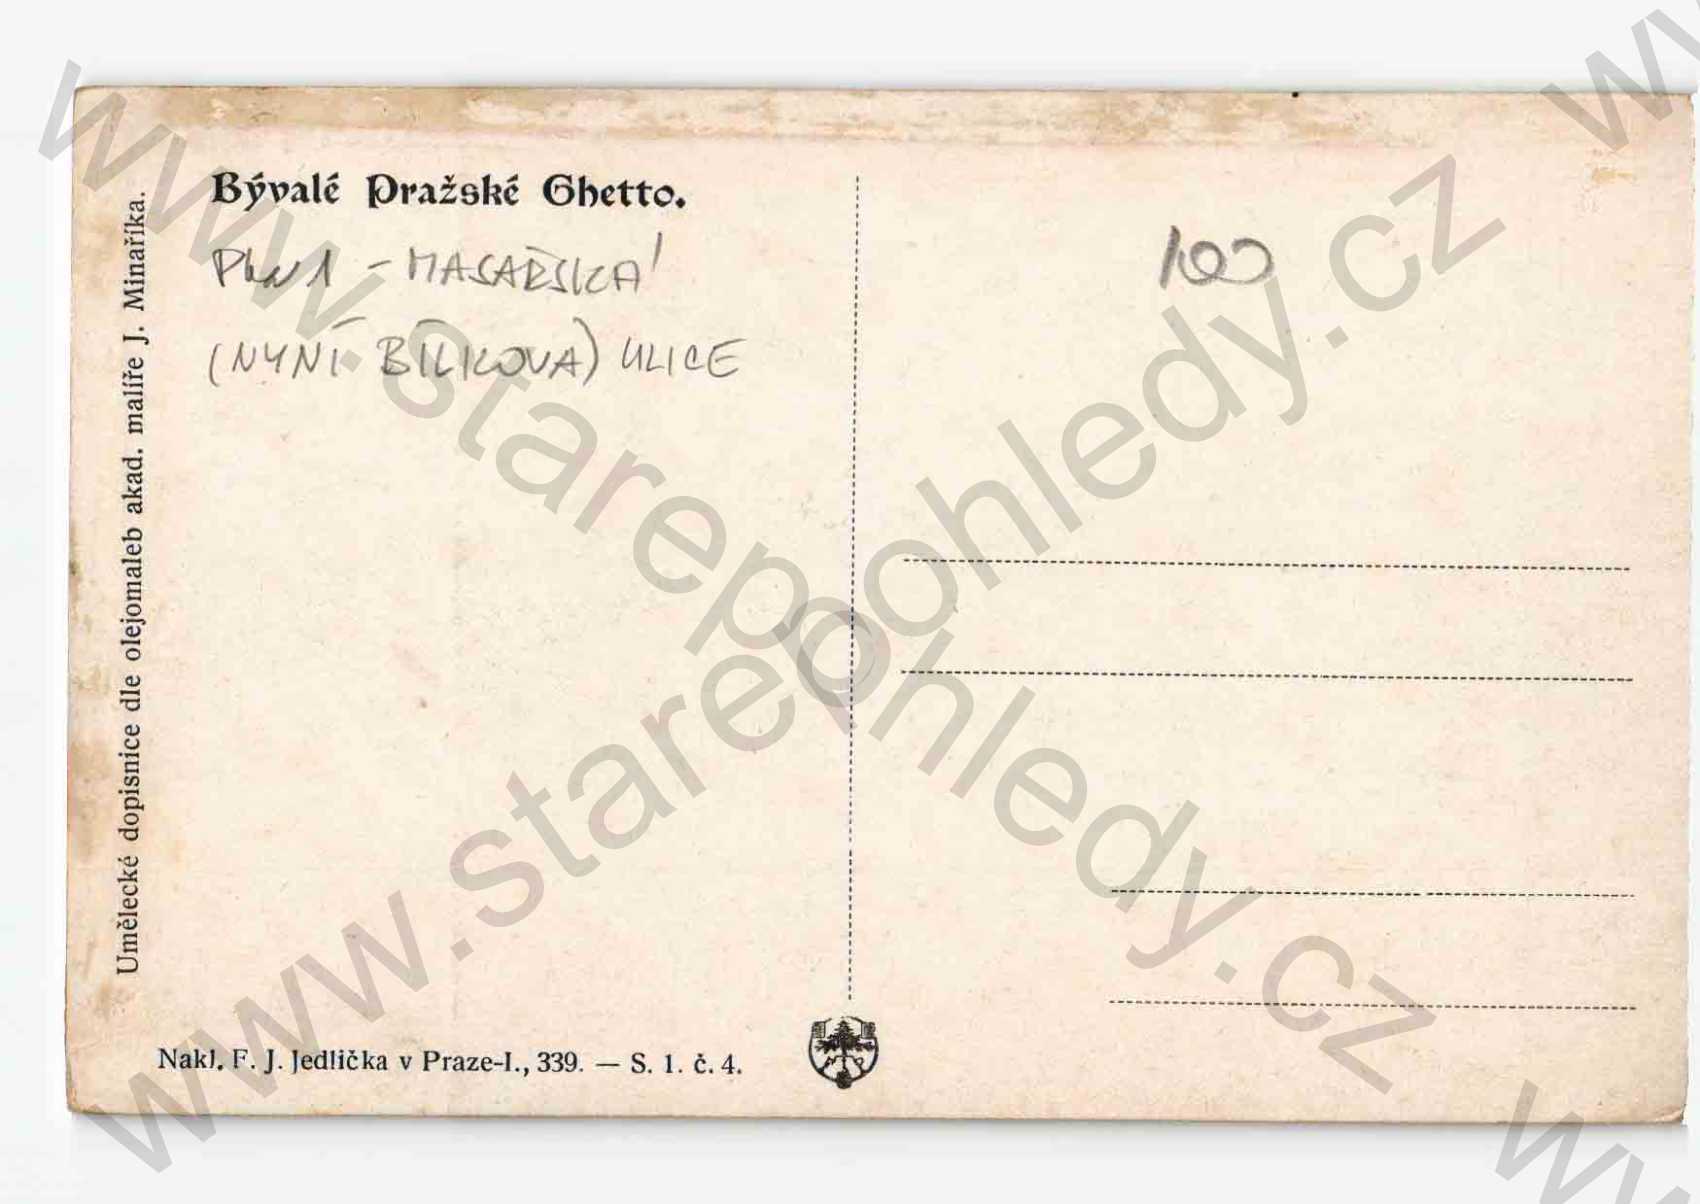 Bývalé Pražské Ghetto.
PRAHA 1 - MASAŘSKÁ
(NYNÍ BÍLKOVA) ULICE
100
Umělecké dopisnice dle olejomaleb akad. malíře J. Minaříka.
Nakl. F. J. Jedlička v Praze-I., 339. — S. 1. č. 4.
www.starepohledy.cz
www.starepohledy.cz